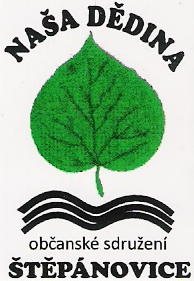 NAŠA DĚDINA
občanské sdružení
ŠTĚPÁNOVICE